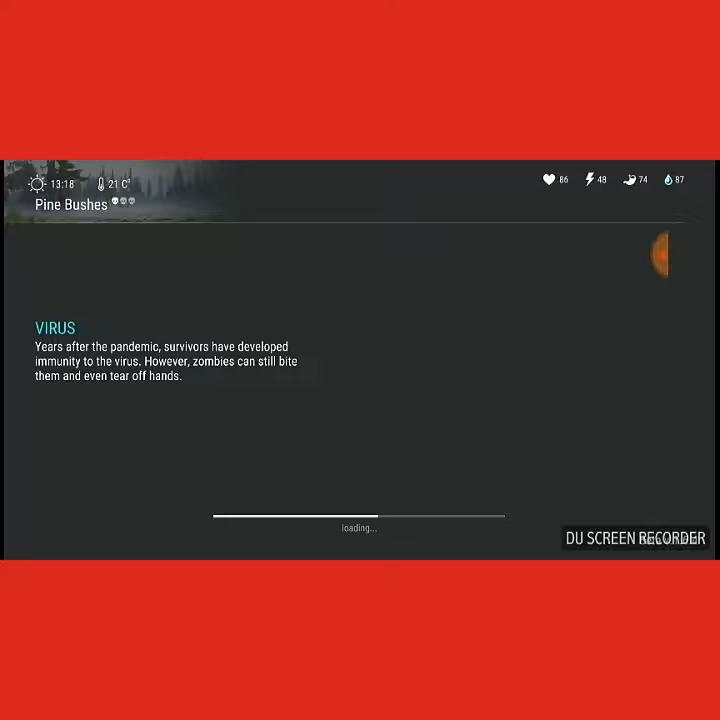 13:18 21 C° 86 48 74 87
Pine Bushes
VIRUS
Years after the pandemic, survivors have developed
immunity to the virus. However, zombies can still bite
them and even tear off hands.
loading...
DU SCREEN RECORDER